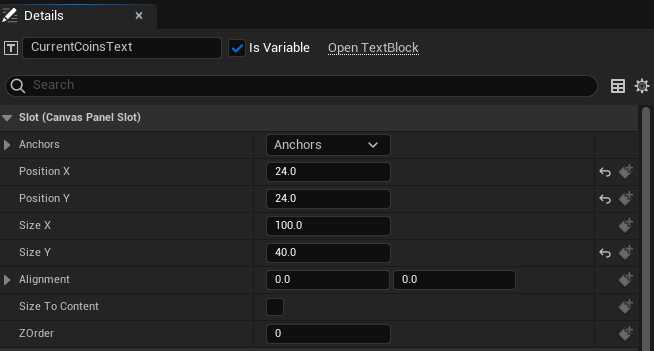 Details
CurrentCoinsText Is Variable Open TextBlock
Search
Slot (Canvas Panel Slot)
Anchors Anchors
Position X 24.0
Position Y 24.0
Size X 100.0
Size Y 40.0
Alignment 0.0 0.0
Size To Content
ZOrder 0